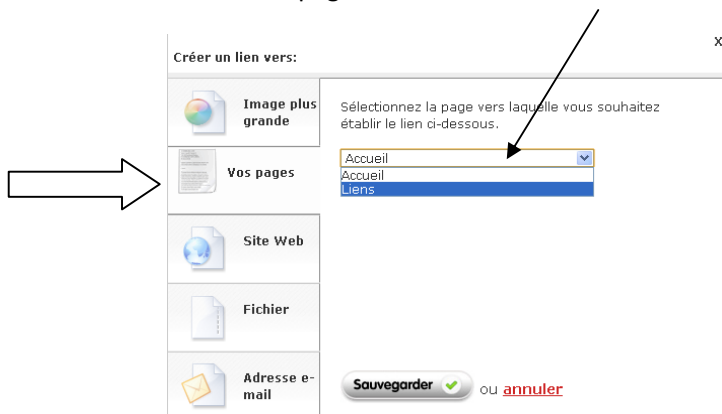 x
Créer un lien vers:
Image plus
grande
Sélectionnez la page vers laquelle vous souhaitez
établir le lien ci-dessous.
Vos pages
Accueil
Accueil
Liens
Site Web
Fichier
Adresse e-
mail
Sauvegarder ou annuler